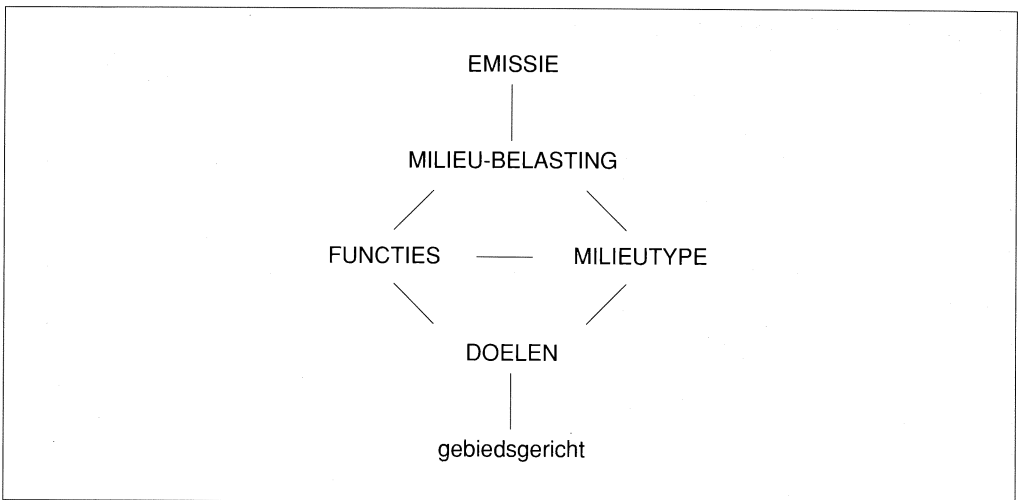 EMISSIE
MILIEU-BELASTING
FUNCTIES MILIEUTYPE
DOELEN
gebiedsgericht